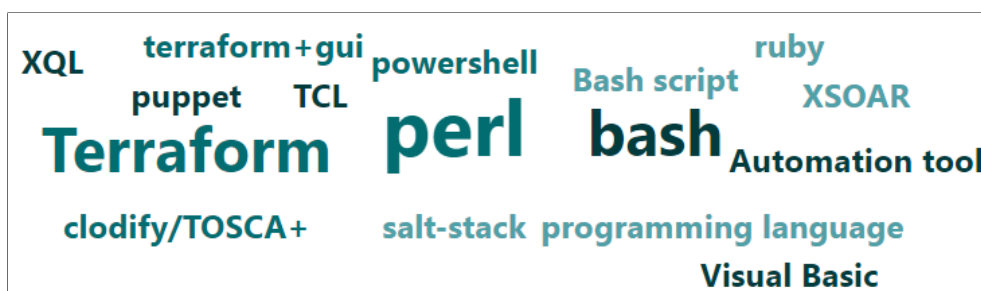 XQL
terraform+gui
powershell
ruby
Bash script
puppet
TCL
XSOAR
Terraform
perl
bash
Automation tool
clodify/TOSCA+
salt-stack
programming language
Visual Basic